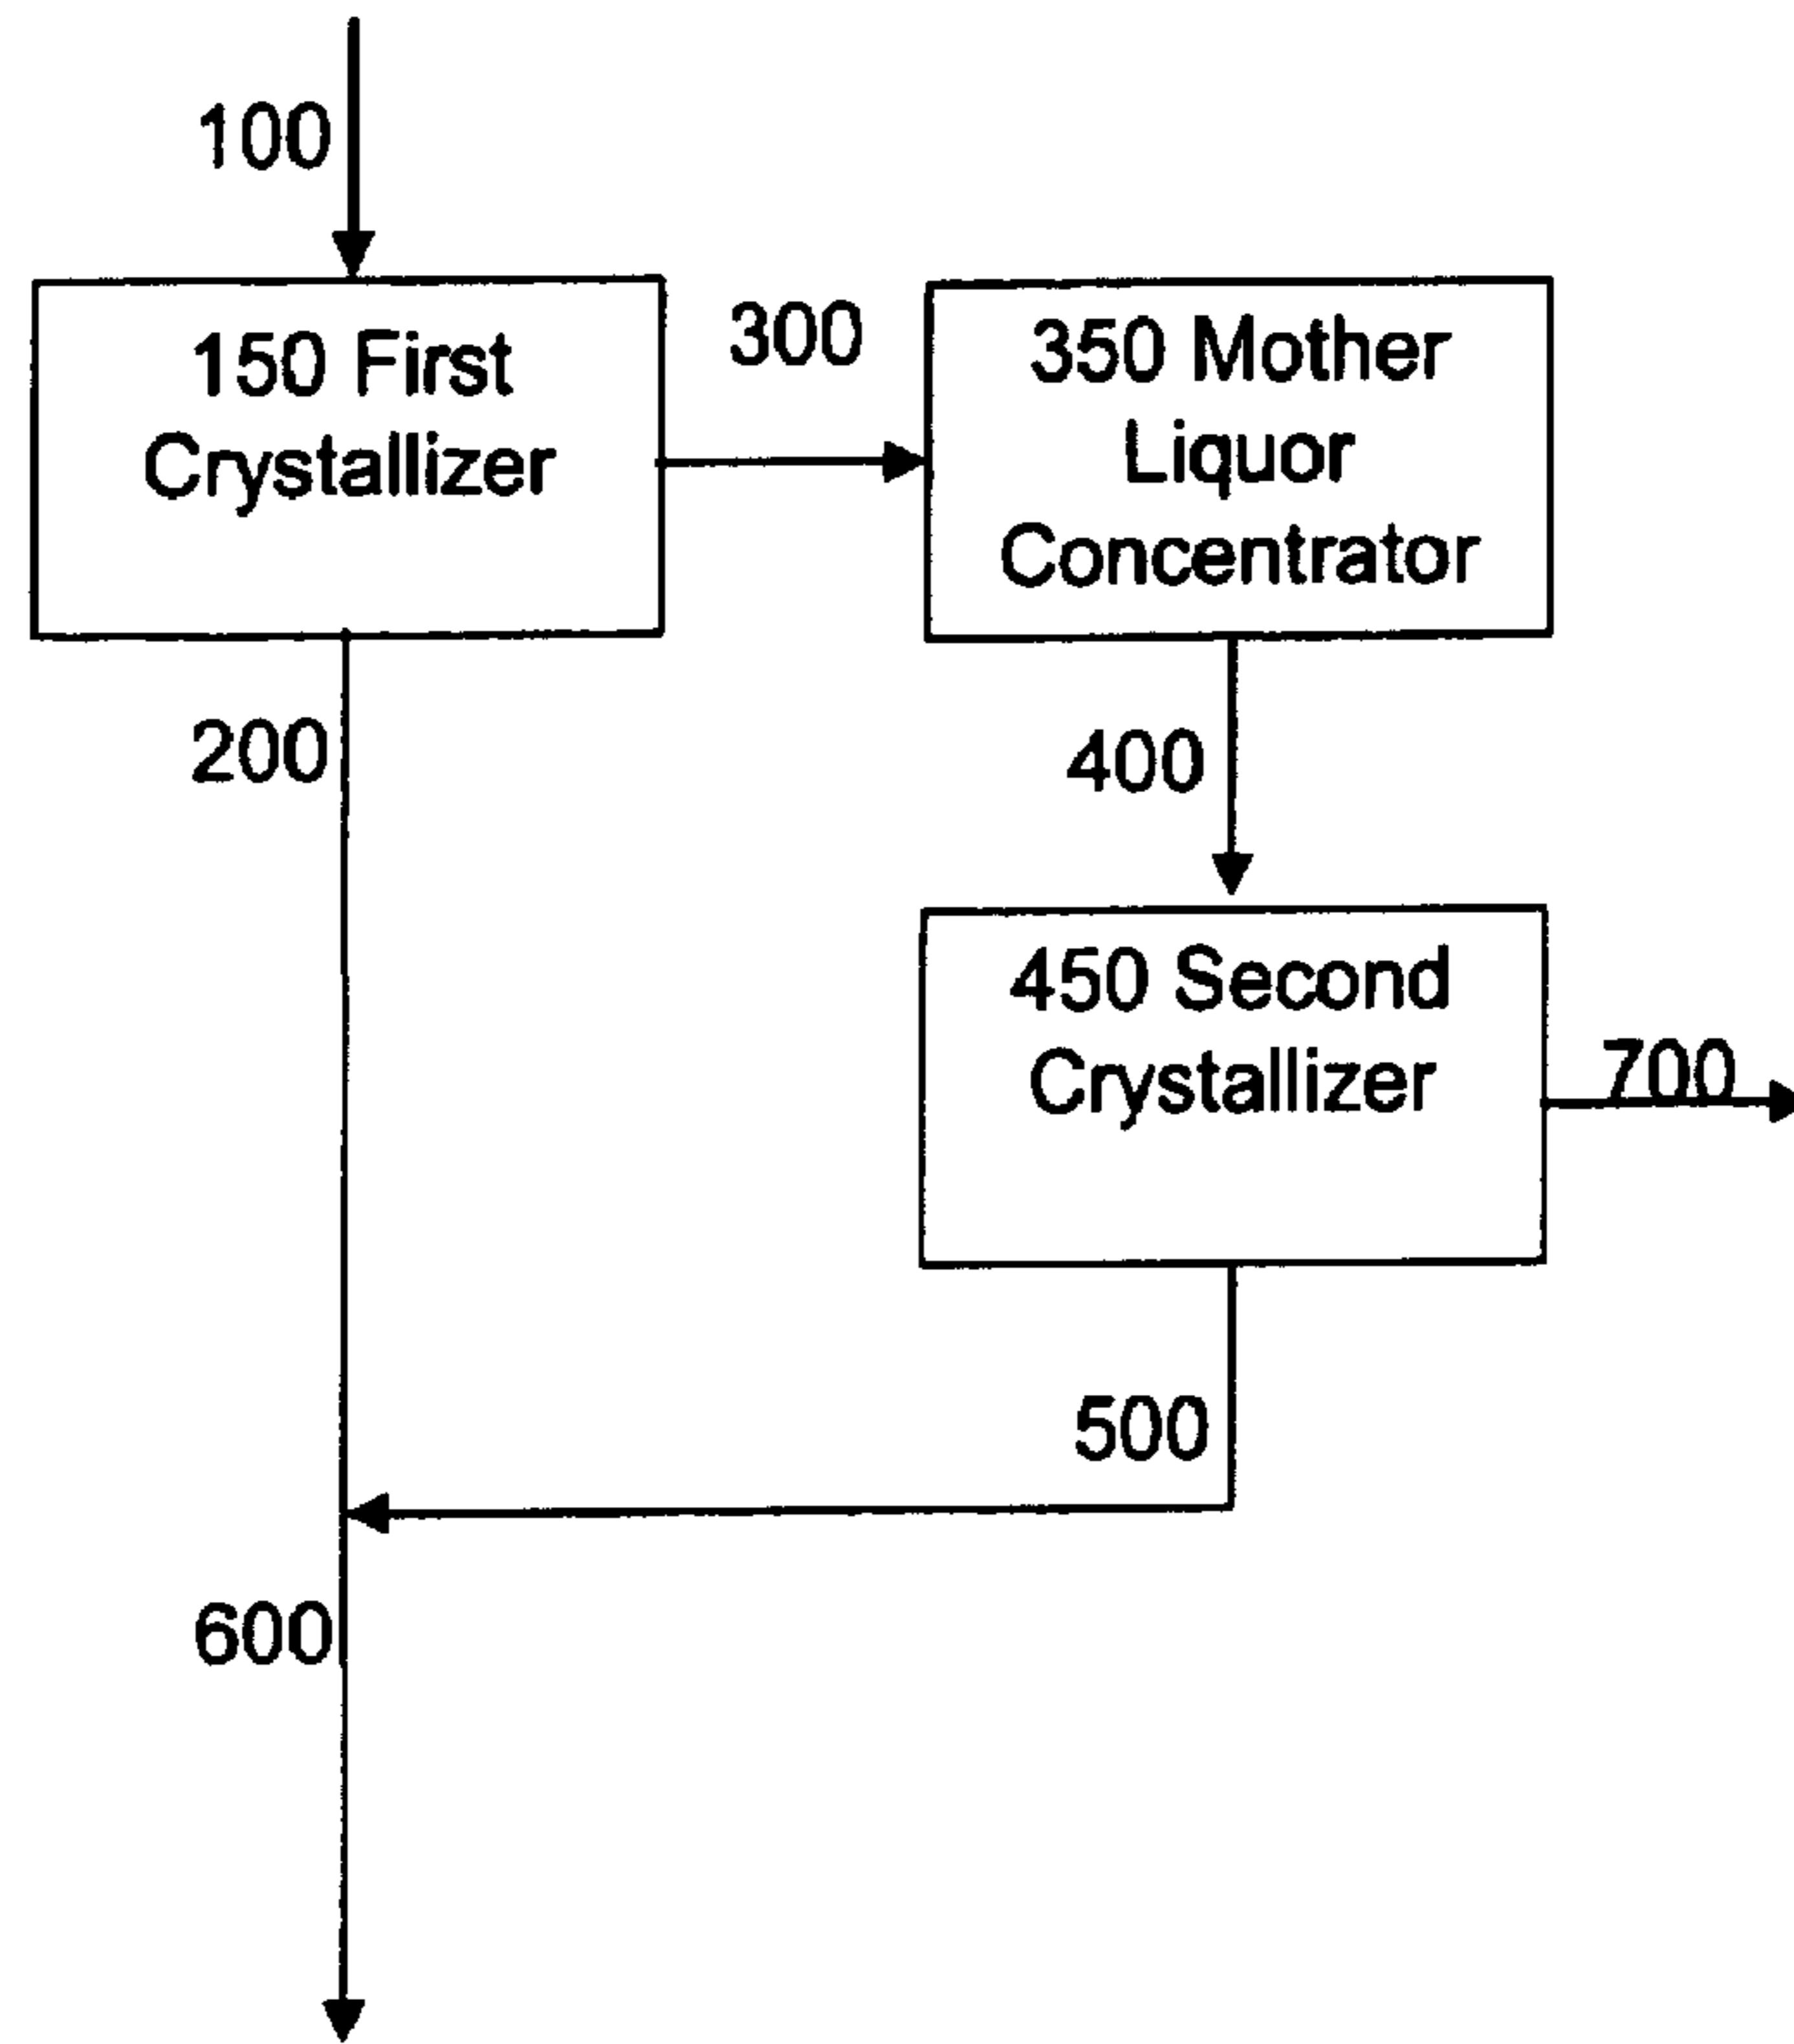 100
150 First
Crystallizer
300
350 Mother
Liquor
Concentrator
200
400
450 Second
Crystallizer
700
500
600